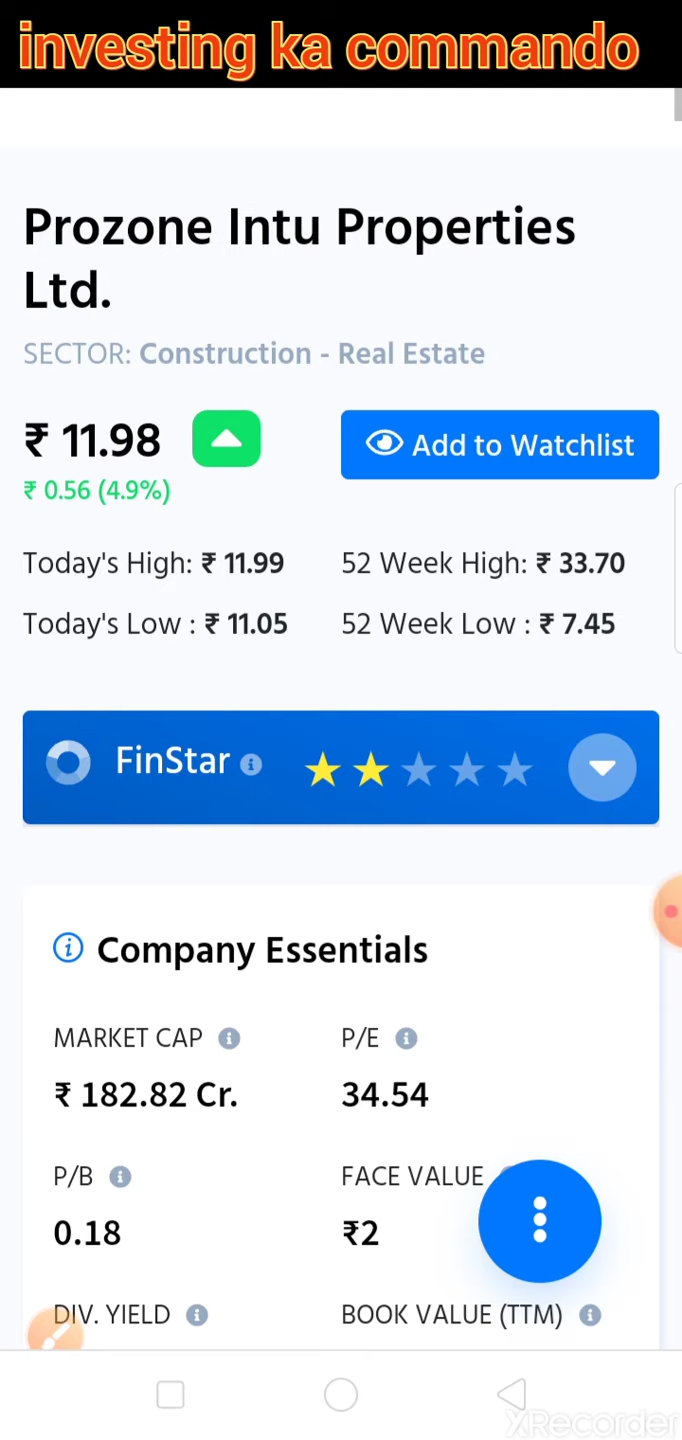 investing ka commando
Prozone Intu Properties
Ltd.
SECTOR: Construction - Real Estate
₹ 11.98
Add to Watchlist
₹ 0.56 (4.9%)
Today's High: ₹ 11.99
52 Week High: ₹ 33.70
Today's Low : ₹ 11.05
52 Week Low : ₹ 7.45
FinStar
Company Essentials
MARKET CAP
P/E
₹ 182.82 Cr.
34.54
P/B
FACE VALUE
0.18
₹2
DIV. YIELD
BOOK VALUE (TTM)
XRecorder